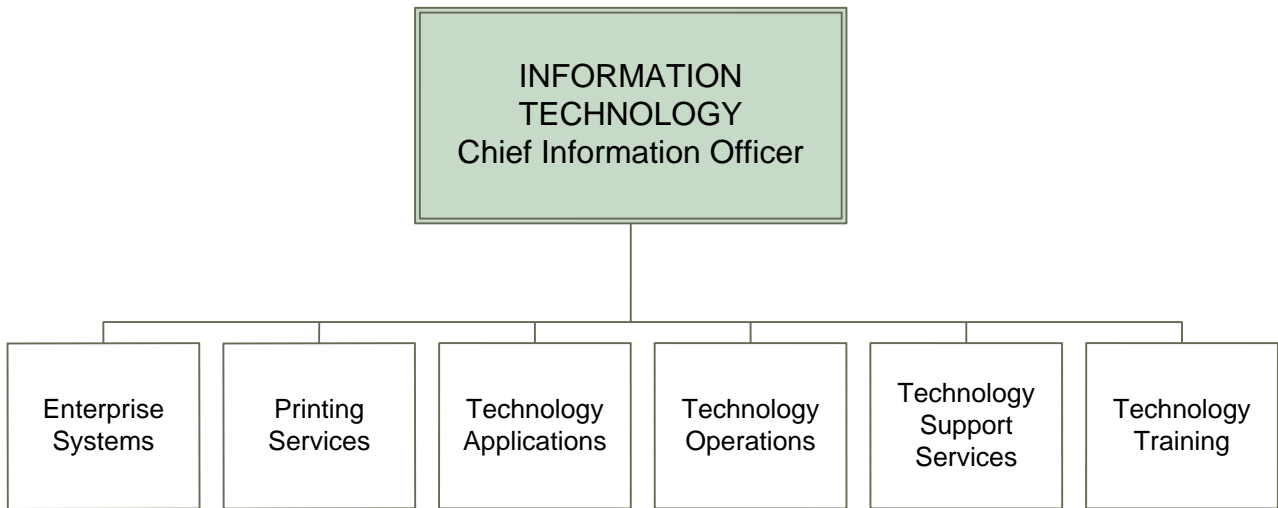 INFORMATION
TECHNOLOGY
Chief Information Officer
Enterprise
Systems
Printing
Services
Technology
Applications
Technology
Operations
Technology
Support
Services
Technology
Training